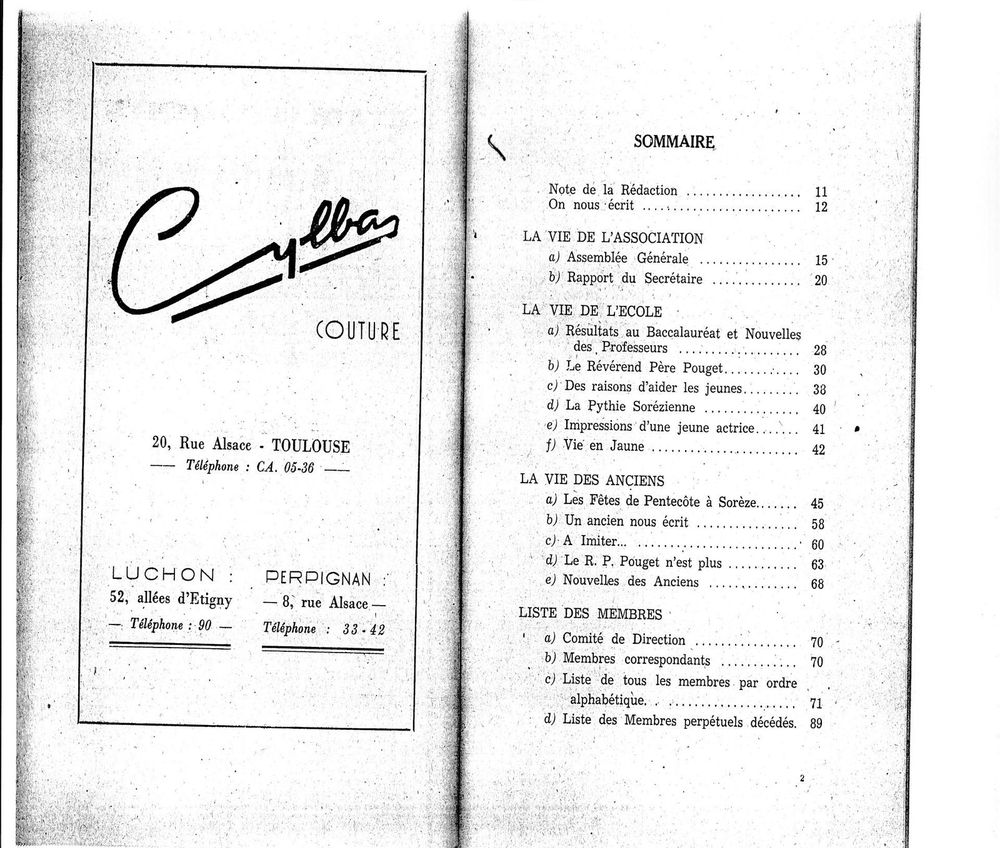 Cylbas
COUTURE
20, Rue Alsace - TOULOUSE
— Téléphone : CA. 05-36 —
LUCHON :
52, allées d'Etigny
— Téléphone : 90 —
PERPIGNAN :
— 8, rue Alsace —
Téléphone : 33-42
SOMMAIRE
Note de la Rédaction .................. 11
On nous écrit ......................... 12
LA VIE DE L'ASSOCIATION
a) Assemblée Générale ................ 15
b) Rapport du Secrétaire .............. 20
LA VIE DE L'ECOLE
a) Résultats au Baccalauréat et Nouvelles
des Professeurs ................... 28
b) Le Révérend Père Pouget............ 30
c) Des raisons d'aider les jeunes......... 38
d) La Pythie Sorézienne ............... 40
e) Impressions d'une jeune actrice....... 41
f) Vie en Jaune ....................... 42
LA VIE DES ANCIENS
a) Les Fêtes de Pentecôte à Sorèze....... 45
b) Un ancien nous écrit ................ 58
c) A Imiter... ......................... 60
d) Le R. P. Pouget n'est plus ........... 63
e) Nouvelles des Anciens .............. 68
LISTE DES MEMBRES
a) Comité de Direction ................ 70
b) Membres correspondants ............ 70
c) Liste de tous les membres par ordre
alphabétique. . .................... 71
d) Liste des Membres perpétuels décédés. 89
2